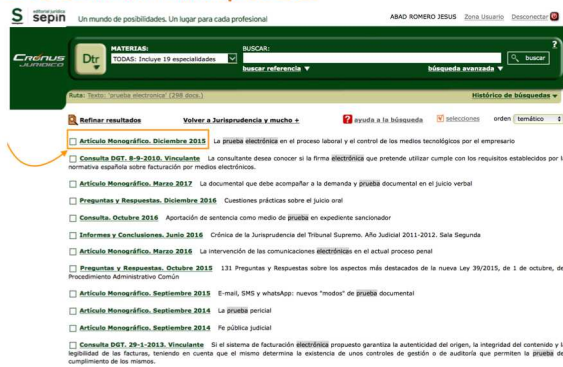 S editorial jurídica sepín Un mundo de posibilidades. Un lugar para cada profesional ABAD ROMERO JESUS Zona Usuario Desconectar
Crønus JURIDICO
Dtr
MATERIAS:
TODAS: Incluye 19 especialidades
BUSCAR:
buscar
?
buscar referencia ▼ búsqueda avanzada ▼
Ruta: Texto: 'prueba electronica' (298 docs.) Histórico de búsquedas ▼
Refinar resultados Volver a Jurisprudencia y mucho + ? ayuda a la búsqueda selecciones orden temático
Artículo Monográfico. Diciembre 2015 La prueba electrónica en el proceso laboral y el control de los medios tecnológicos por el empresario
Consulta DGT. 8-9-2010. Vinculante La consultante desea conocer si la firma electrónica que pretende utilizar cumple con los requisitos establecidos por l
normativa española sobre facturación por medios electrónicos.
Artículo Monográfico. Marzo 2017 La documental que debe acompañar a la demanda y prueba documental en el juicio verbal
Preguntas y Respuestas. Diciembre 2016 Cuestiones prácticas sobre el juicio oral
Consulta. Octubre 2016 Aportación de sentencia como medio de prueba en expediente sancionador
Informes y Conclusiones. Junio 2016 Crónica de la Jurisprudencia del Tribunal Supremo. Año Judicial 2011-2012. Sala Segunda
Artículo Monográfico. Marzo 2016 La intervención de las comunicaciones electrónicas en el actual proceso penal
Preguntas y Respuestas. Octubre 2015 131 Preguntas y Respuestas sobre los aspectos más destacados de la nueva Ley 39/2015, de 1 de octubre, de
Procedimiento Administrativo Común
Artículo Monográfico. Septiembre 2015 E-mail, SMS y whatsApp: nuevos "modos" de prueba documental
Artículo Monográfico. Septiembre 2014 La prueba pericial
Artículo Monográfico. Septiembre 2014 Fe pública judicial
Consulta DGT. 29-1-2013. Vinculante Si el sistema de facturación electrónica propuesto garantiza la autenticidad del origen, la integridad del contenido y l
legibilidad de las facturas, teniendo en cuenta que el mismo determina la existencia de unos controles de gestión o de auditoría que permiten la prueba de
cumplimiento de los mismos.